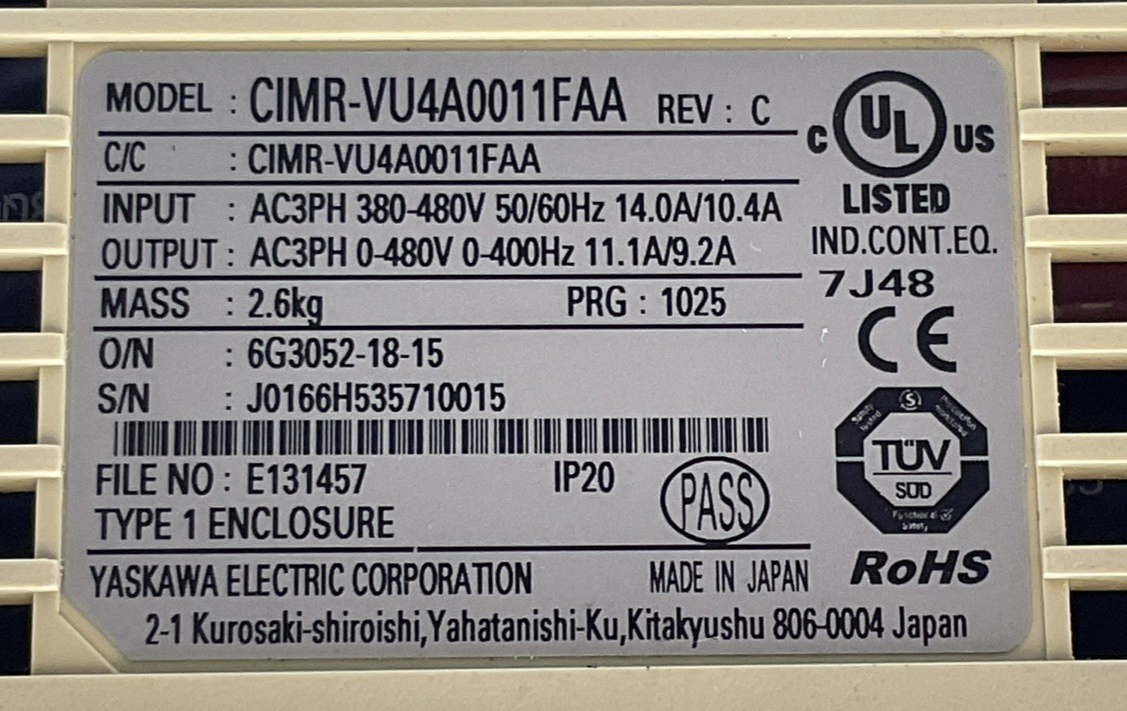 MODEL : CIMR-VU4A0011FAA REV : C
C/C : CIMR-VU4A0011FAA
INPUT : AC3PH 380-480V 50/60Hz 14.0A/10.4A
OUTPUT : AC3PH 0-480V 0-400Hz 11.1A/9.2A
MASS : 2.6kg PRG : 1025
O/N : 6G3052-18-15
S/N : J0166H535710015
FILE NO : E131457 IP20
PASS
TYPE 1 ENCLOSURE
YASKAWA ELECTRIC CORPORATION MADE IN JAPAN
2-1 Kurosaki-shiroishi,Yahatanishi-Ku,Kitakyushu 806-0004 Japan
C UL US
LISTED
IND.CONT.EQ.
7J48
CE
TÜV
SÜD
Functional
Safety
RoHS